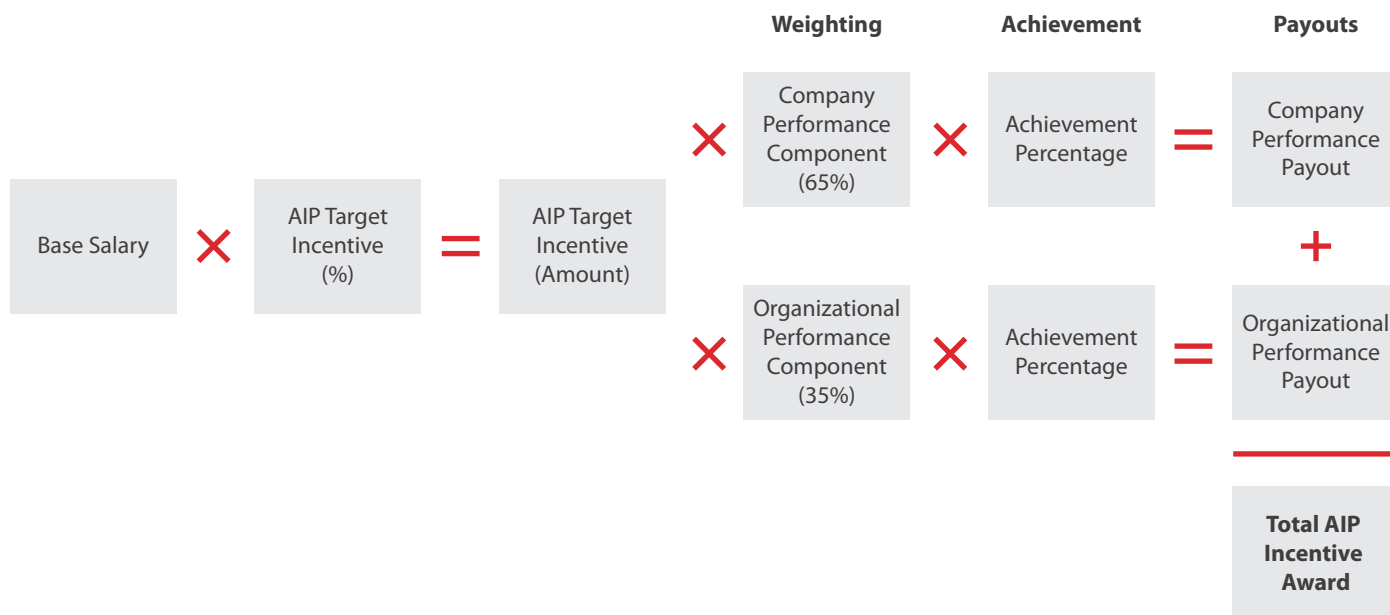 Weighting
Achievement
Payouts
Base Salary
×
AIP Target
Incentive
(%)
=
AIP Target
Incentive
(Amount)
×
Company
Performance
Component
(65%)
×
Achievement
Percentage
=
Company
Performance
Payout
+
×
Organizational
Performance
Component
(35%)
×
Achievement
Percentage
=
Organizational
Performance
Payout
Total AIP
Incentive
Award